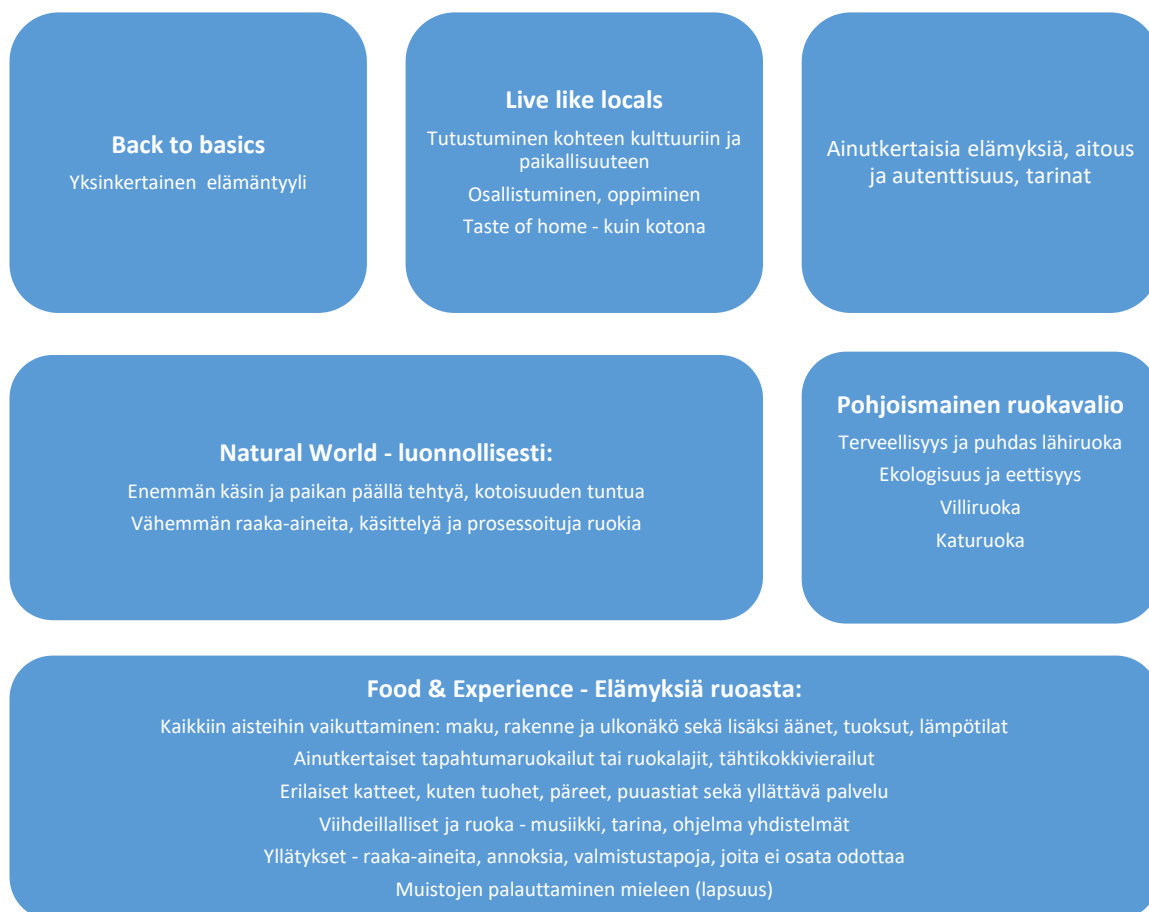 Back to basics
Yksinkertainen elämäntyyli
Live like locals
Tutustuminen kohteen kulttuuriin ja
paikallisuuteen
Osallistuminen, oppiminen
Taste of home - kuin kotona
Ainutkertaisia elämyksiä, aitous
ja autenttisuus, tarinat
Natural World - luonnollisesti:
Enemmän käsin ja paikan päällä tehtyä, kotoisuuden tuntua
Vähemmän raaka-aineita, käsittelyä ja prosessoituja ruokia
Pohjoismainen ruokavalio
Terveellisyys ja puhdas lähiruoka
Ekologisuus ja eettisyys
Villiruoka
Katuruoka
Food & Experience - Elämyksiä ruoasta:
Kaikkiin aisteihin vaikuttaminen: maku, rakenne ja ulkonäkö sekä lisäksi äänet, tuoksut, lämpötilat
Ainutkertaiset tapahtumaruokailut tai ruokalajit, tähtikokkivierailut
Erilaiset katteet, kuten tuohet, päreet, puuastiat sekä yllättävä palvelu
Viihdeillalliset ja ruoka - musiikki, tarina, ohjelma yhdistelmät
Yllätykset - raaka-aineita, annoksia, valmistustapoja, joita ei osata odottaa
Muistojen palauttaminen mieleen (lapsuus)